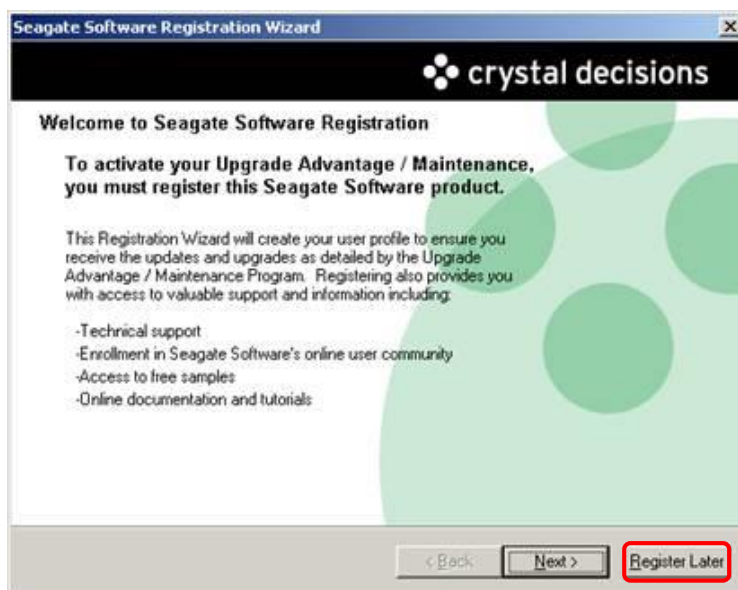 Seagate Software Registration Wizard
crystal decisions
Welcome to Seagate Software Registration
To activate your Upgrade Advantage / Maintenance,
you must register this Seagate Software product.
This Registration Wizard will create your user profile to ensure you
receive the updates and upgrades as detailed by the Upgrade
Advantage / Maintenance Program. Registering also provides you
with access to valuable support and information including:
-Technical support
-Enrollment in Seagate Software's online user community
-Access to free samples
-Online documentation and tutorials
< Back Next > Register Later